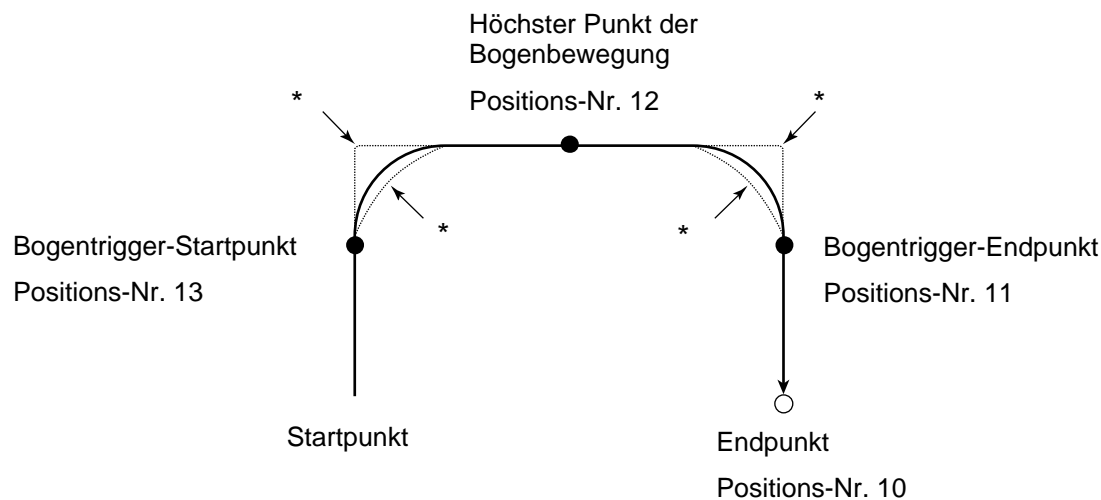 Höchster Punkt der
Bogenbewegung
Positions-Nr. 12
*
*
*
*
Bogentrigger-Startpunkt
Positions-Nr. 13
Bogentrigger-Endpunkt
Positions-Nr. 11
Startpunkt
Endpunkt
Positions-Nr. 10